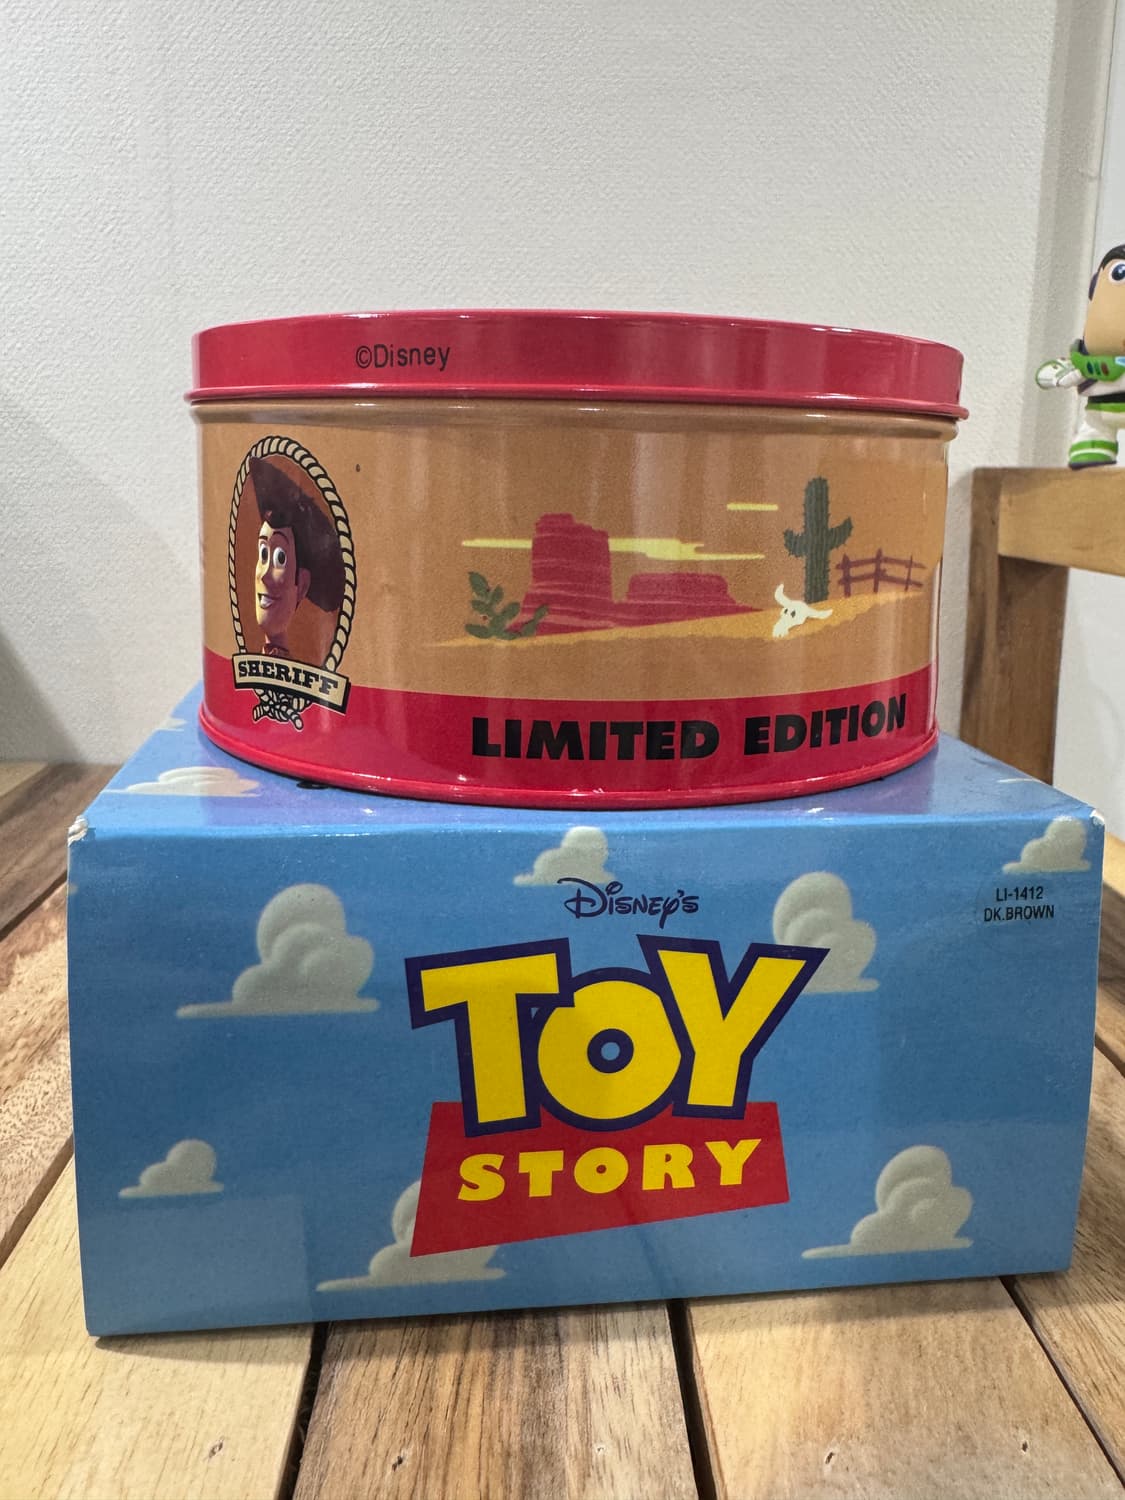 ©Disney
SHERIFF
LIMITED EDITION
Disney's
TOY
STORY
LI-1412
DK.BROWN